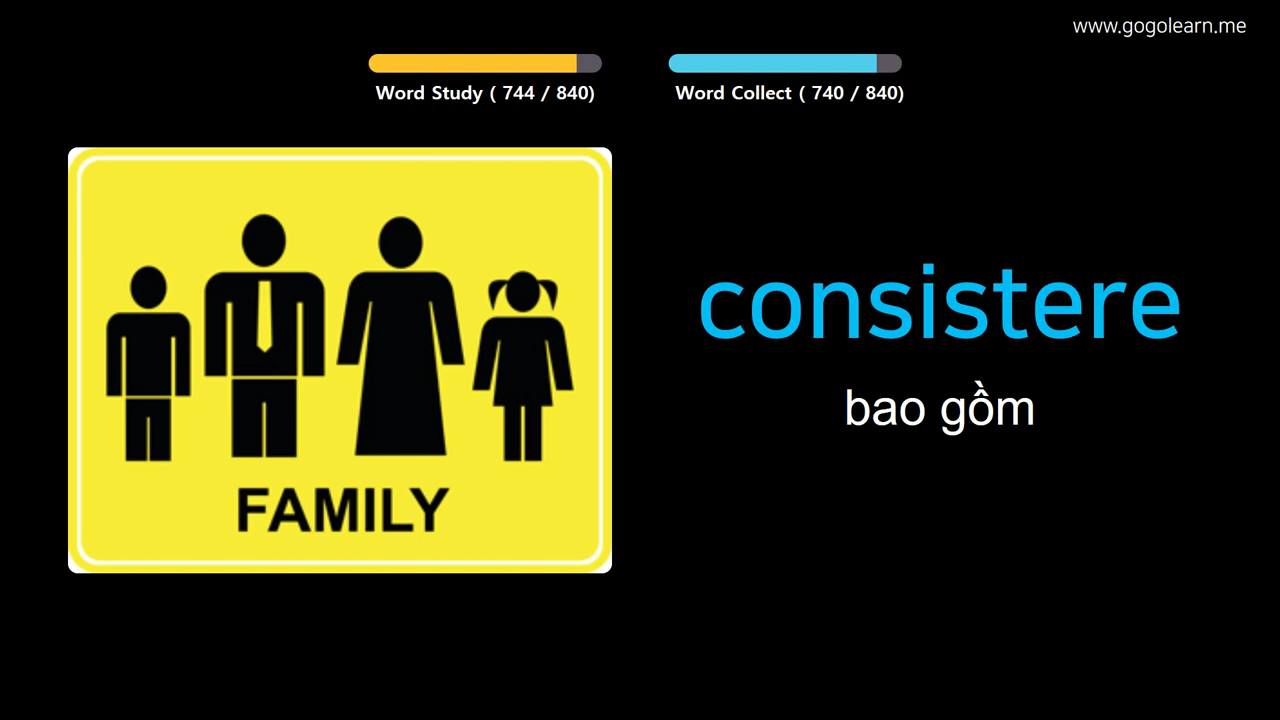 www.gogolearn.me
Word Study ( 744 / 840)
Word Collect ( 740 / 840)
consistere
bao gồm
FAMILY